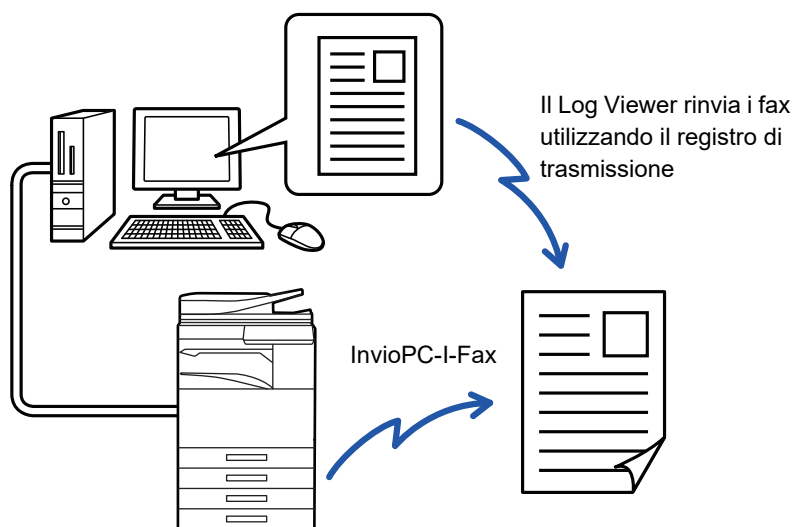 Il Log Viewer rinvia i fax
utilizzando il registro di
trasmissione
InvioPC-I-Fax